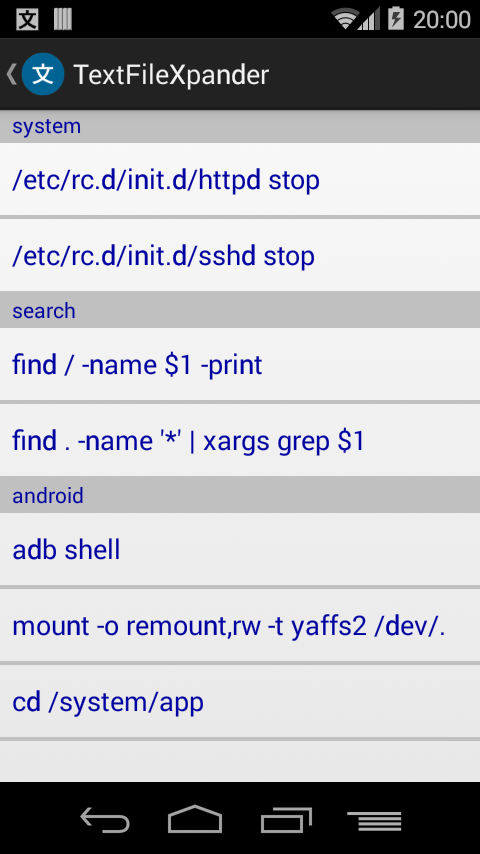 文
20:00
文 TextFileXpander
system
/etc/rc.d/init.d/httpd stop
/etc/rc.d/init.d/sshd stop
search
find / -name $1 -print
find . -name '*' | xargs grep $1
android
adb shell
mount -o remount,rw -t yaffs2 /dev/.
cd /system/app